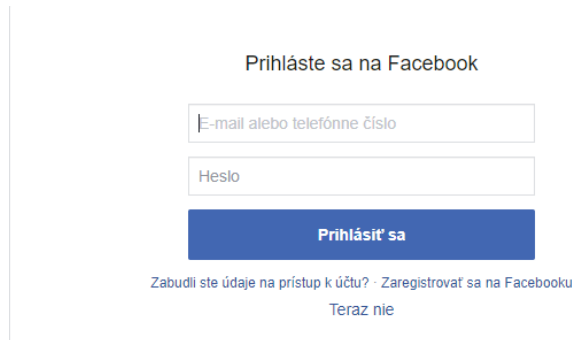 Prihláste sa na Facebook
E-mail alebo telefónne číslo
Heslo
Prihlásiť sa
Zabudli ste údaje na prístup k účtu? · Zaregistrovať sa na Facebooku
Teraz nie